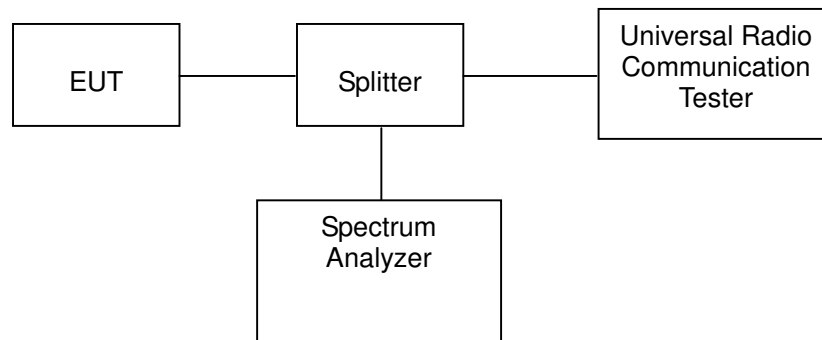 EUT
Splitter
Universal Radio
Communication
Tester
Spectrum
Analyzer